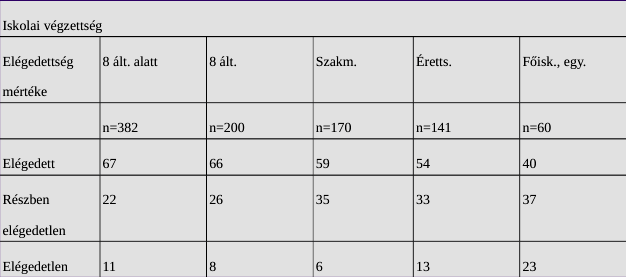 Iskolai végzettség
Elégedettség mértéke 8 ált. alatt 8 ált. Szakm. Éretts. Főisk., egy.
n=382 n=200 n=170 n=141 n=60
Elégedett 67 66 59 54 40
Részben elégedetlen 22 26 35 33 37
Elégedetlen 11 8 6 13 23